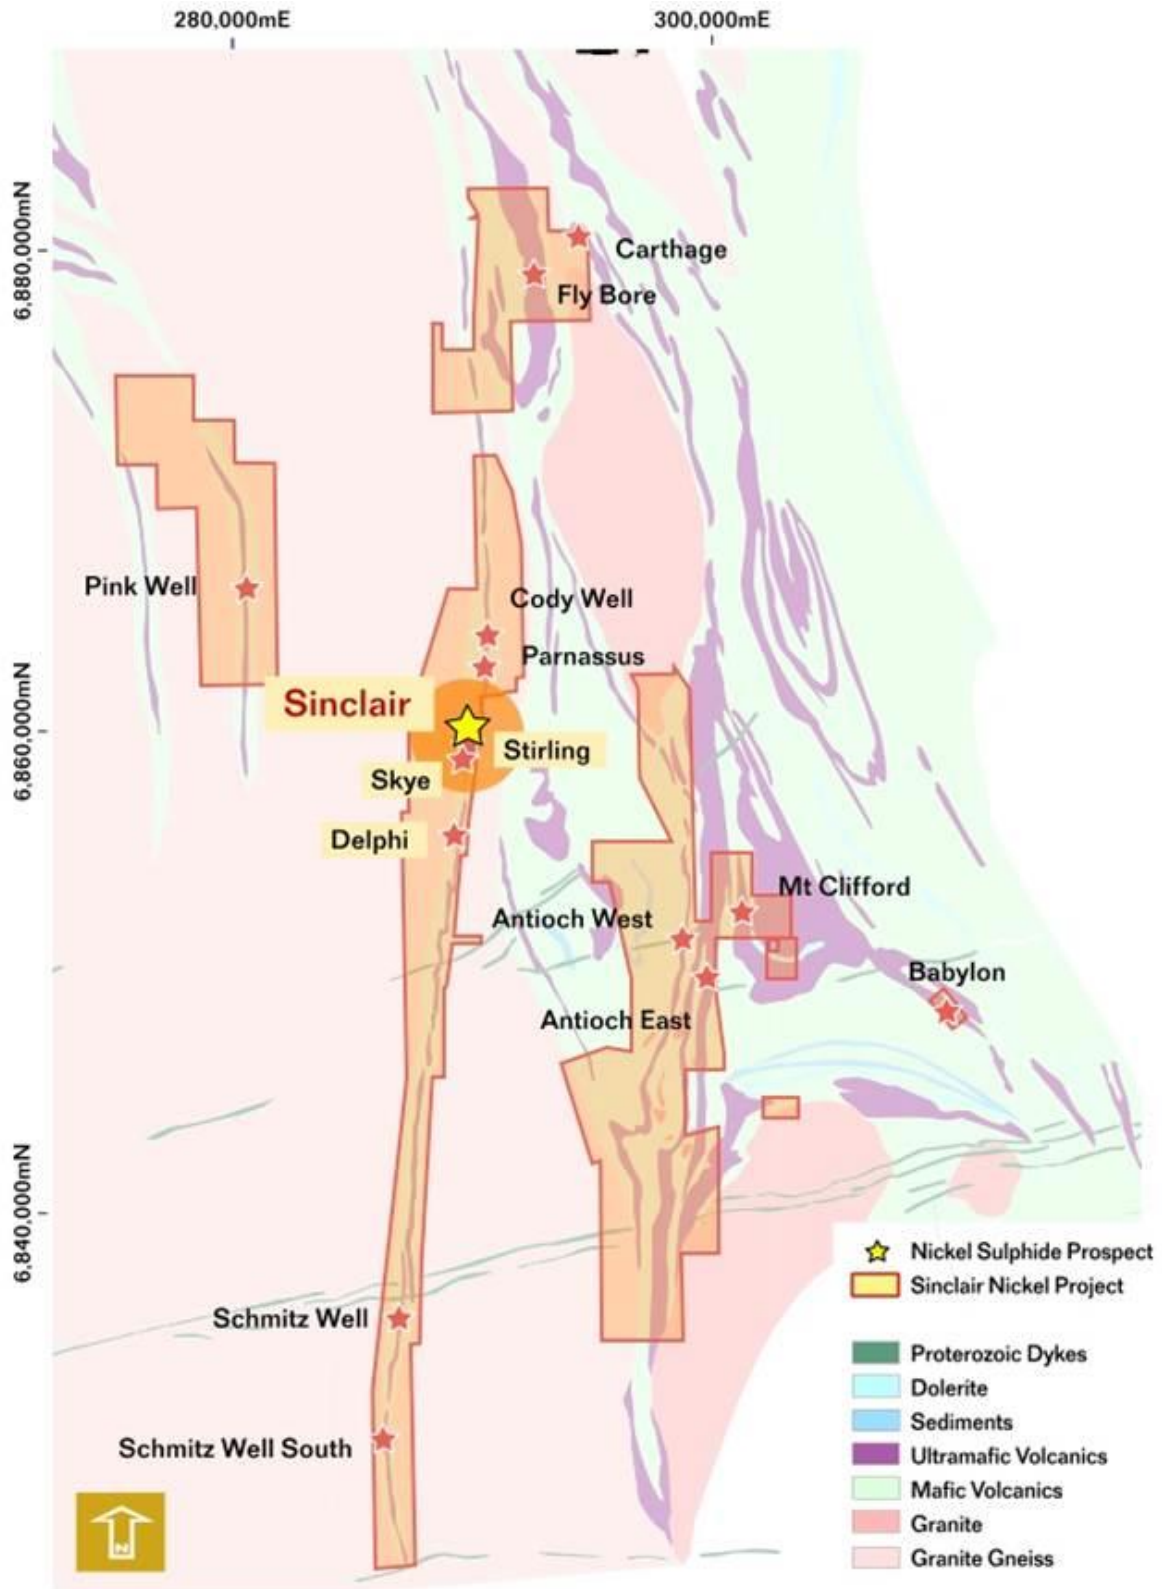 280,000mE
300,000mE
6,880,000mN
6,860,000mN
6,840,000mN
Carthage
Fly Bore
Pink Well
Cody Well
Parnassus
Sinclair
Stirling
Skye
Delphi
Mt Clifford
Antioch West
Babylon
Antioch East
Schmitz Well
Schmitz Well South
Nickel Sulphide Prospect
Sinclair Nickel Project
Proterozoic Dykes
Dolerite
Sediments
Ultramafic Volcanics
Mafic Volcanics
Granite
Granite Gneiss
N